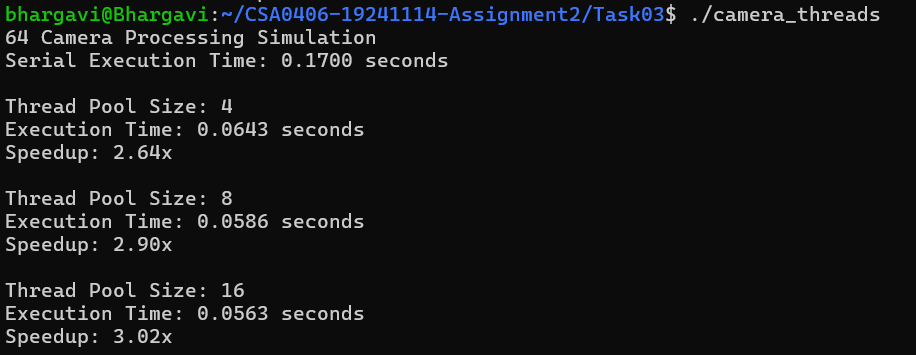 bhargavi@Bhargavi:~/CSA0406-19241114-Assignment2/Task03$ ./camera_threads
64 Camera Processing Simulation
Serial Execution Time: 0.1700 seconds
Thread Pool Size: 4
Execution Time: 0.0643 seconds
Speedup: 2.64x
Thread Pool Size: 8
Execution Time: 0.0586 seconds
Speedup: 2.90x
Thread Pool Size: 16
Execution Time: 0.0563 seconds
Speedup: 3.02x